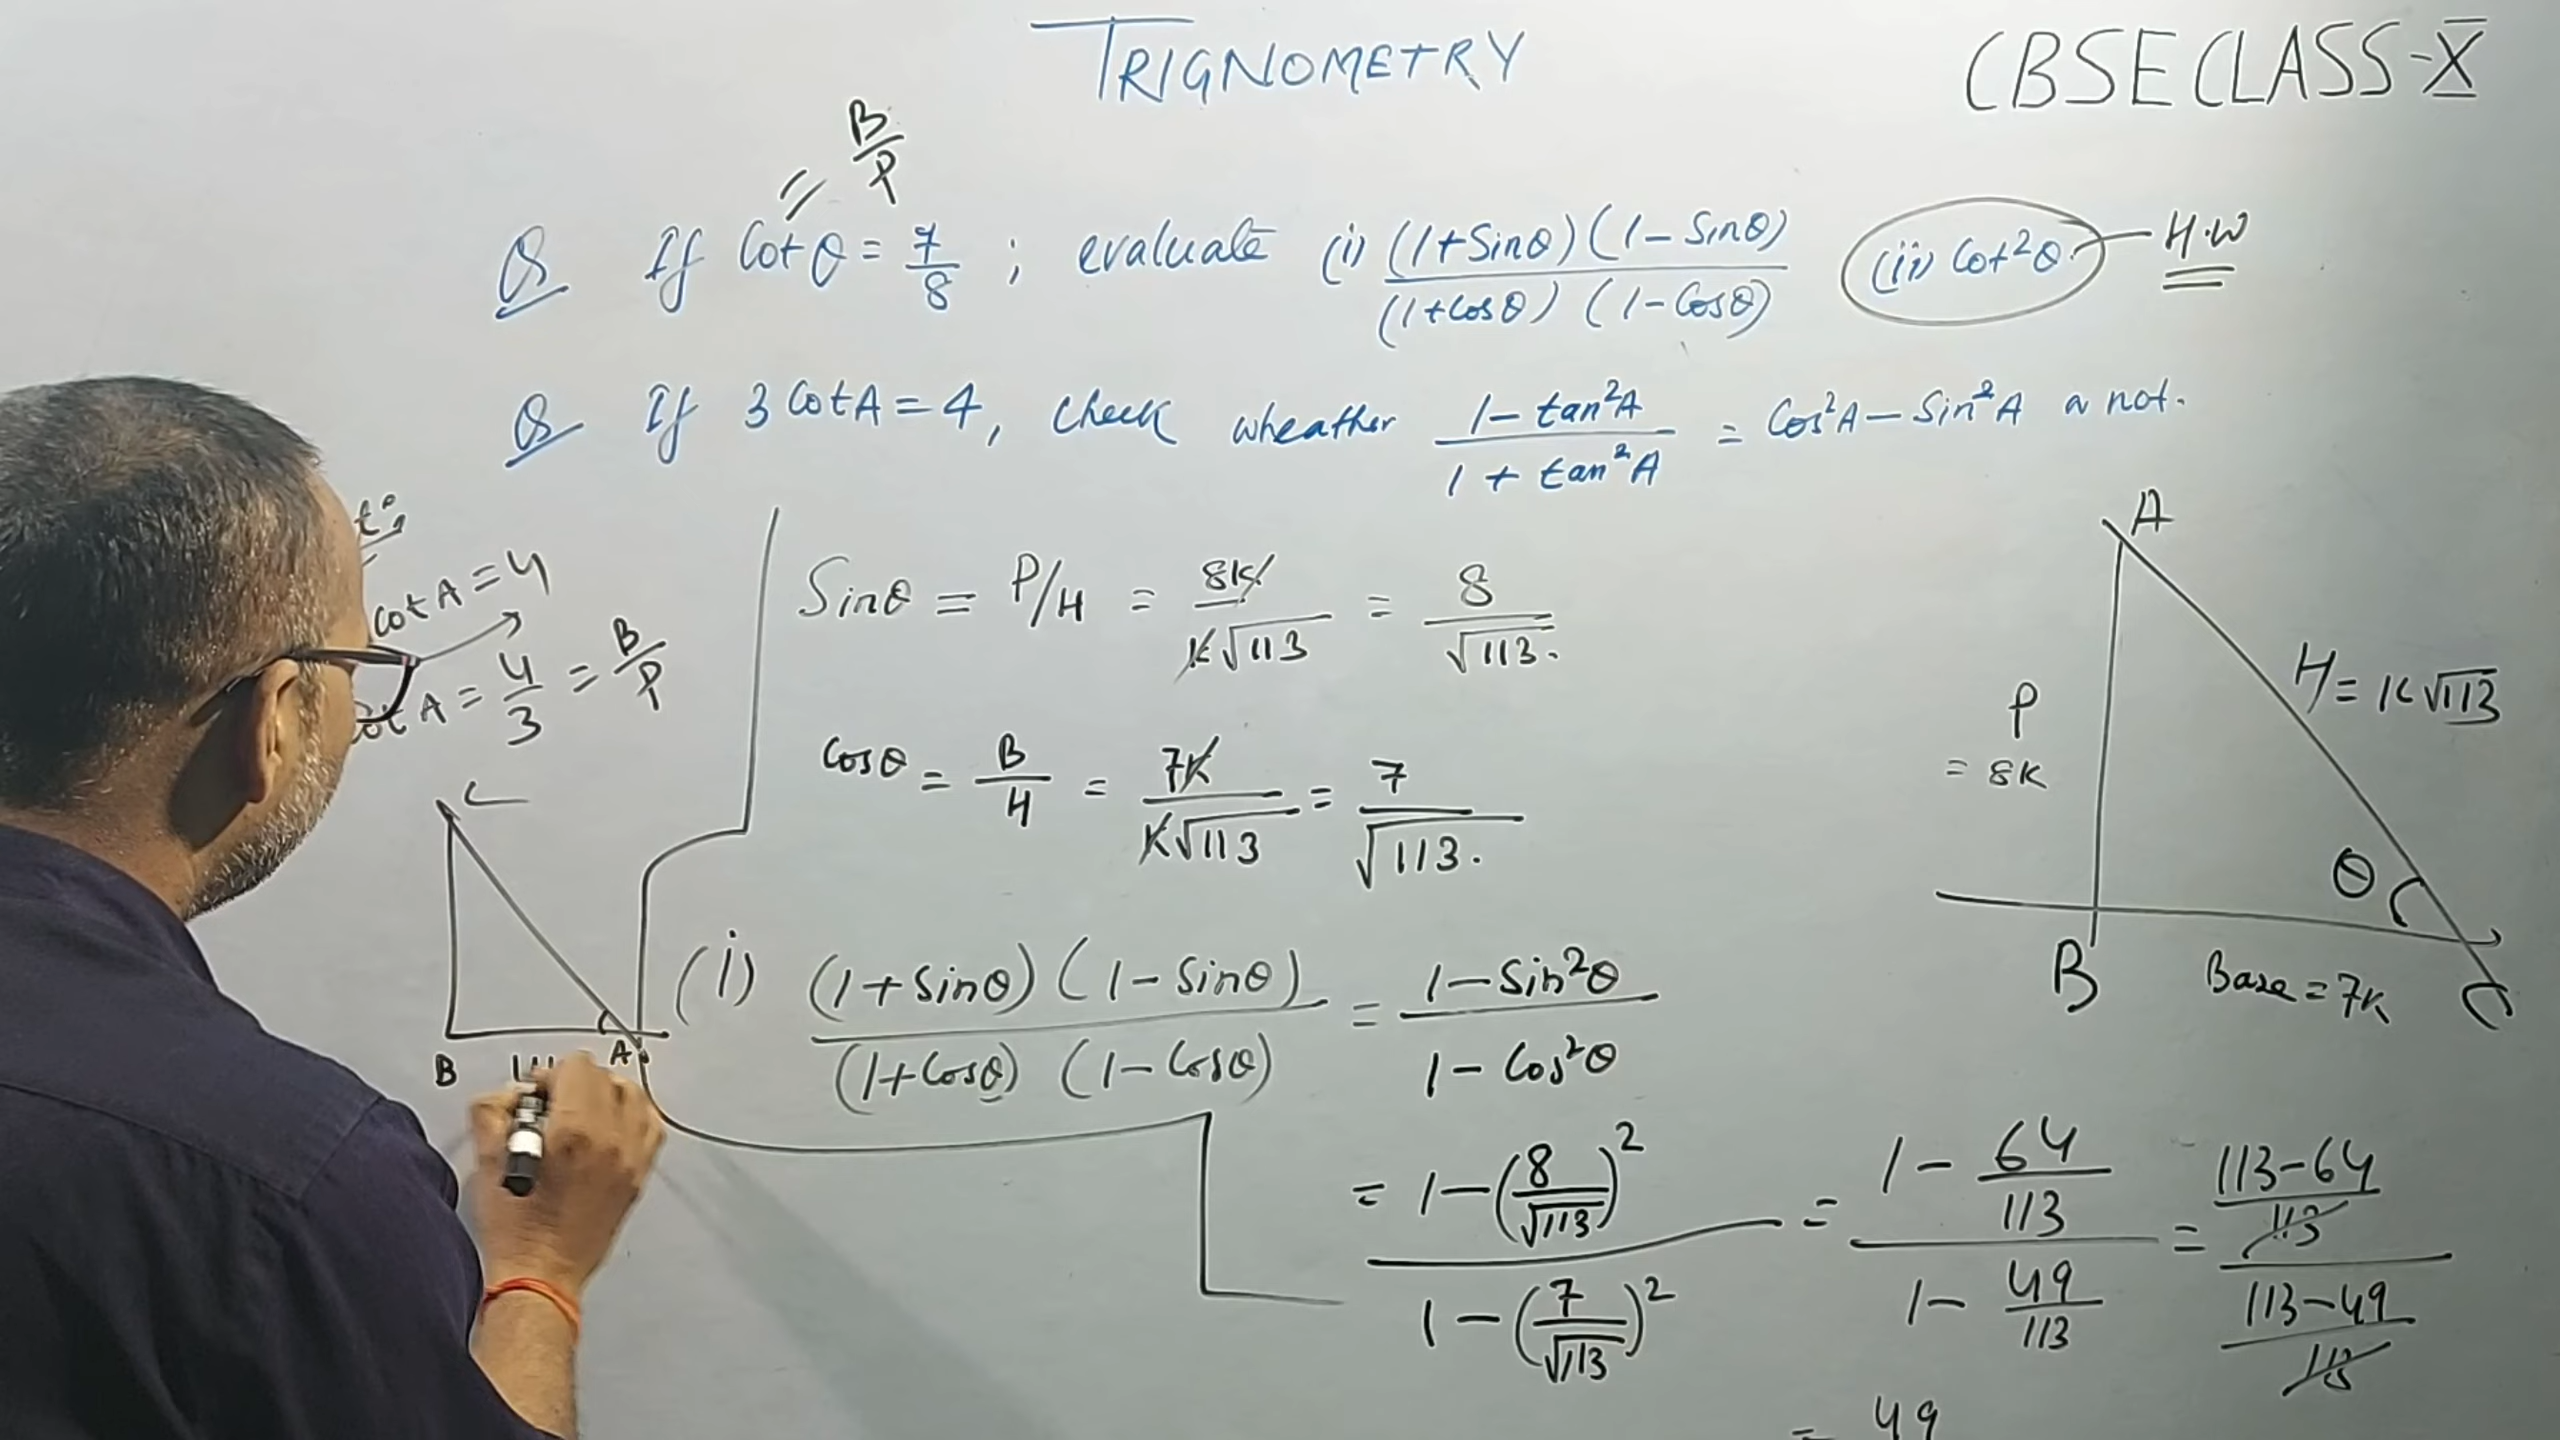 TRIGNOMETRY
CBSE CLASS-X
= B/P
Q If Cotθ = 7/8 ; evaluate (i) (1+Sinθ)(1-Sinθ)/(1+Cosθ)(1-Cosθ) (ii) Cot²θ H.W
Q If 3 CotA = 4, Check wheather 1-tan²A/1+tan²A = Cos²A - Sin²A or not.
cot A = 4
A = 4/3 = B/P
C
B
A
Sinθ = P/H = 8K/K√113 = 8/√113.
Cosθ = B/H = 7K/K√113 = 7/√113.
(i) (1+Sinθ)(1-Sinθ)/(1+Cosθ)(1-Cosθ) = 1-Sin²θ/1-Cos²θ
= 1-(8/√113)²/1-(7/√113)² = 1-64/113/1-49/113 = 113-64/113/113-49/113
= 49
A
P
= 8K
H = K√113
θ
B
Base = 7K
C